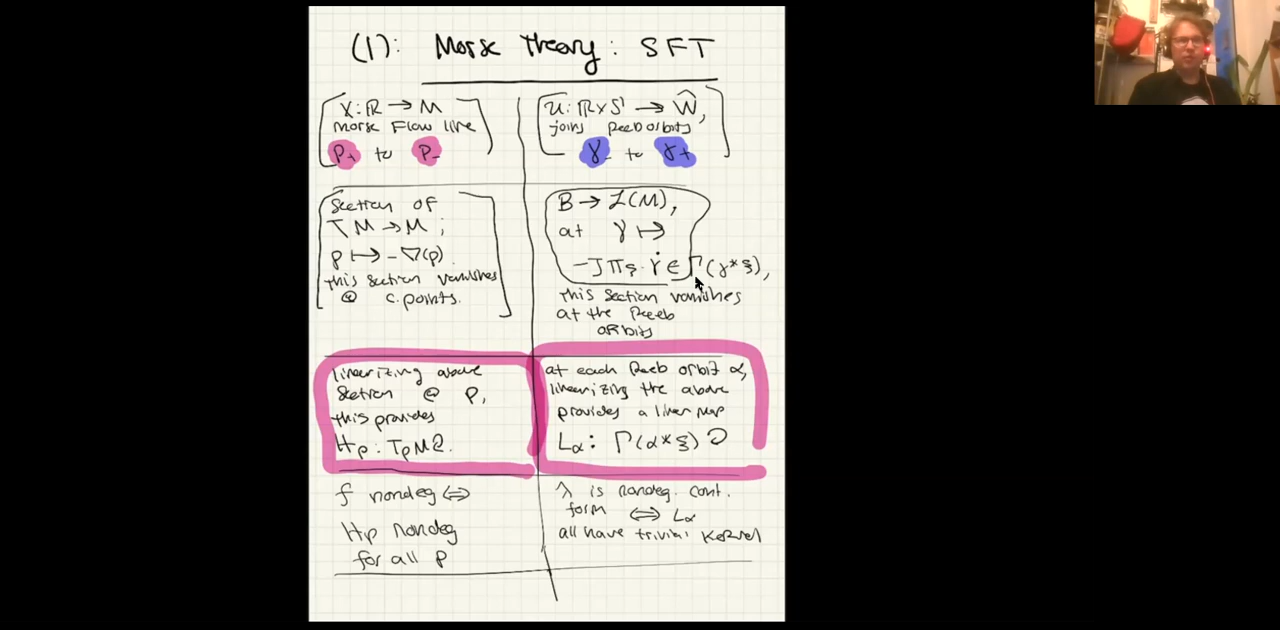 (1): Morse Theory: SFT
γ: ℝ → M
Morse Flow line
P+ to P-
u: ℝ×S¹ → Ŵ,
joins Reeb orbits
γ- to γ+
Section of
TM → M;
p ↦ -∇(p).
this section vanishes
@ c.points.
B → ℒ(M),
at γ ↦
-Jπξ·γ̇ ∈ Γ(γ*ξ),
this section vanishes
at the Reeb
orbits
linearizing above
section @ P,
this provides
Hp: TpM
at each Reeb orbit α,
linearizing the above
provides a linear map
Lα: Γ(α*ξ)
f nondeg ⇔
Hp nondeg
for all P
λ is nondeg. cont.
form ⇔ Lα
all have trivial kernel